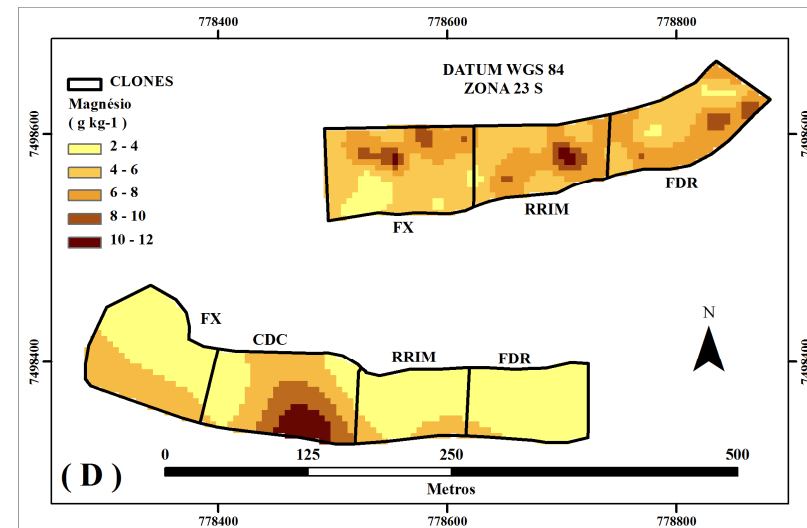 778400 778600 778800
DATUM WGS 84
ZONA 23 S
CLONES
Magnésio
( g kg-1 )
2 - 4
4 - 6
6 - 8
8 - 10
10 - 12
7498600
7498600
FX
RRIM
FDR
FX
CDC
RRIM
FDR
N
7498400
7498400
( D )
0 125 250 500
Metros
778400 778600 778800